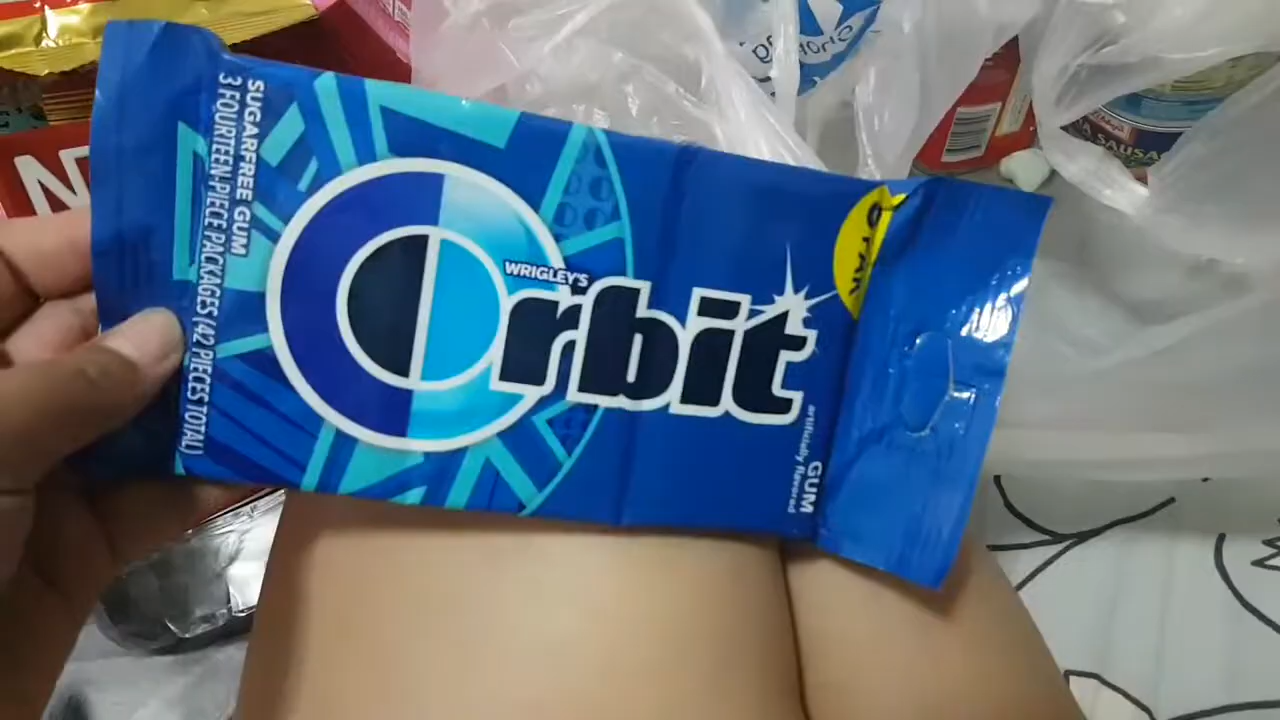 WRIGLEY'S
Orbit
SUGARFREE GUM
3 FOURTEEN-PIECE PACKAGES (42 PIECES TOTAL)
GUM
artificially flavored